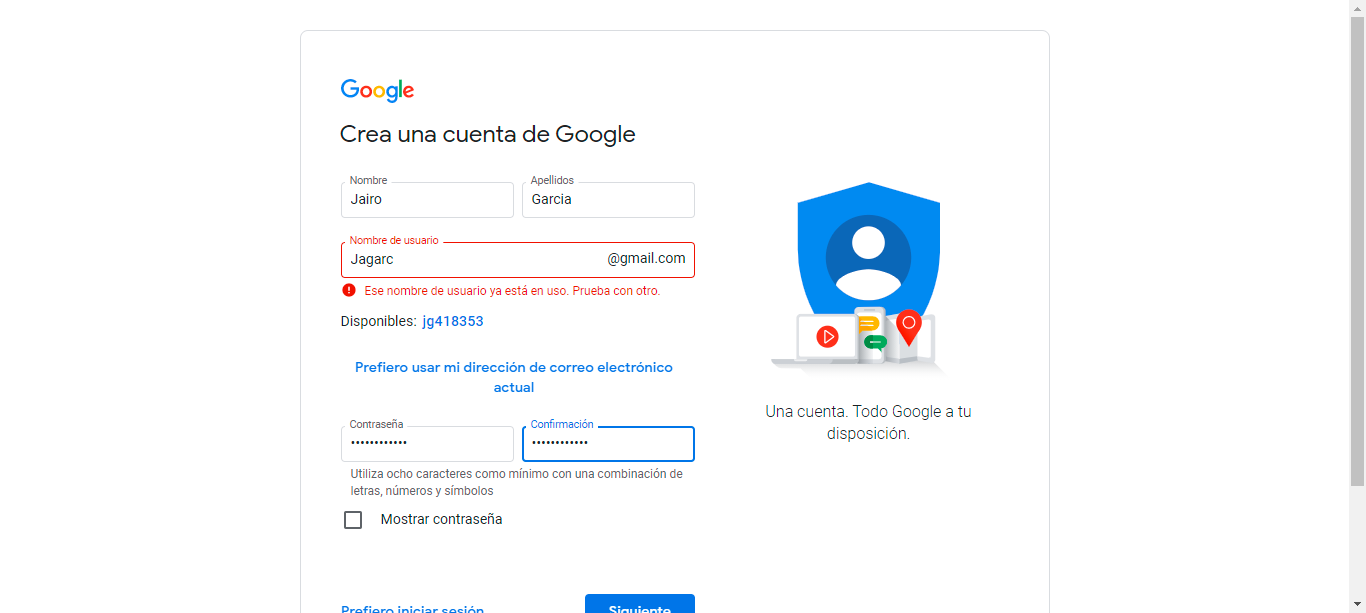 Google
Crea una cuenta de Google
Nombre
Apellidos
Jairo
Garcia
Nombre de usuario
Jagarc
@gmail.com
Ese nombre de usuario ya está en uso. Prueba con otro.
Disponibles: jg418353
Prefiero usar mi dirección de correo electrónico
actual
Contraseña
Confirmación
••••••••••••
••••••••••••
Utiliza ocho caracteres como mínimo con una combinación de
letras, números y símbolos
Mostrar contraseña
Prefiero iniciar sesión
Siguiente
Una cuenta. Todo Google a tu
disposición.